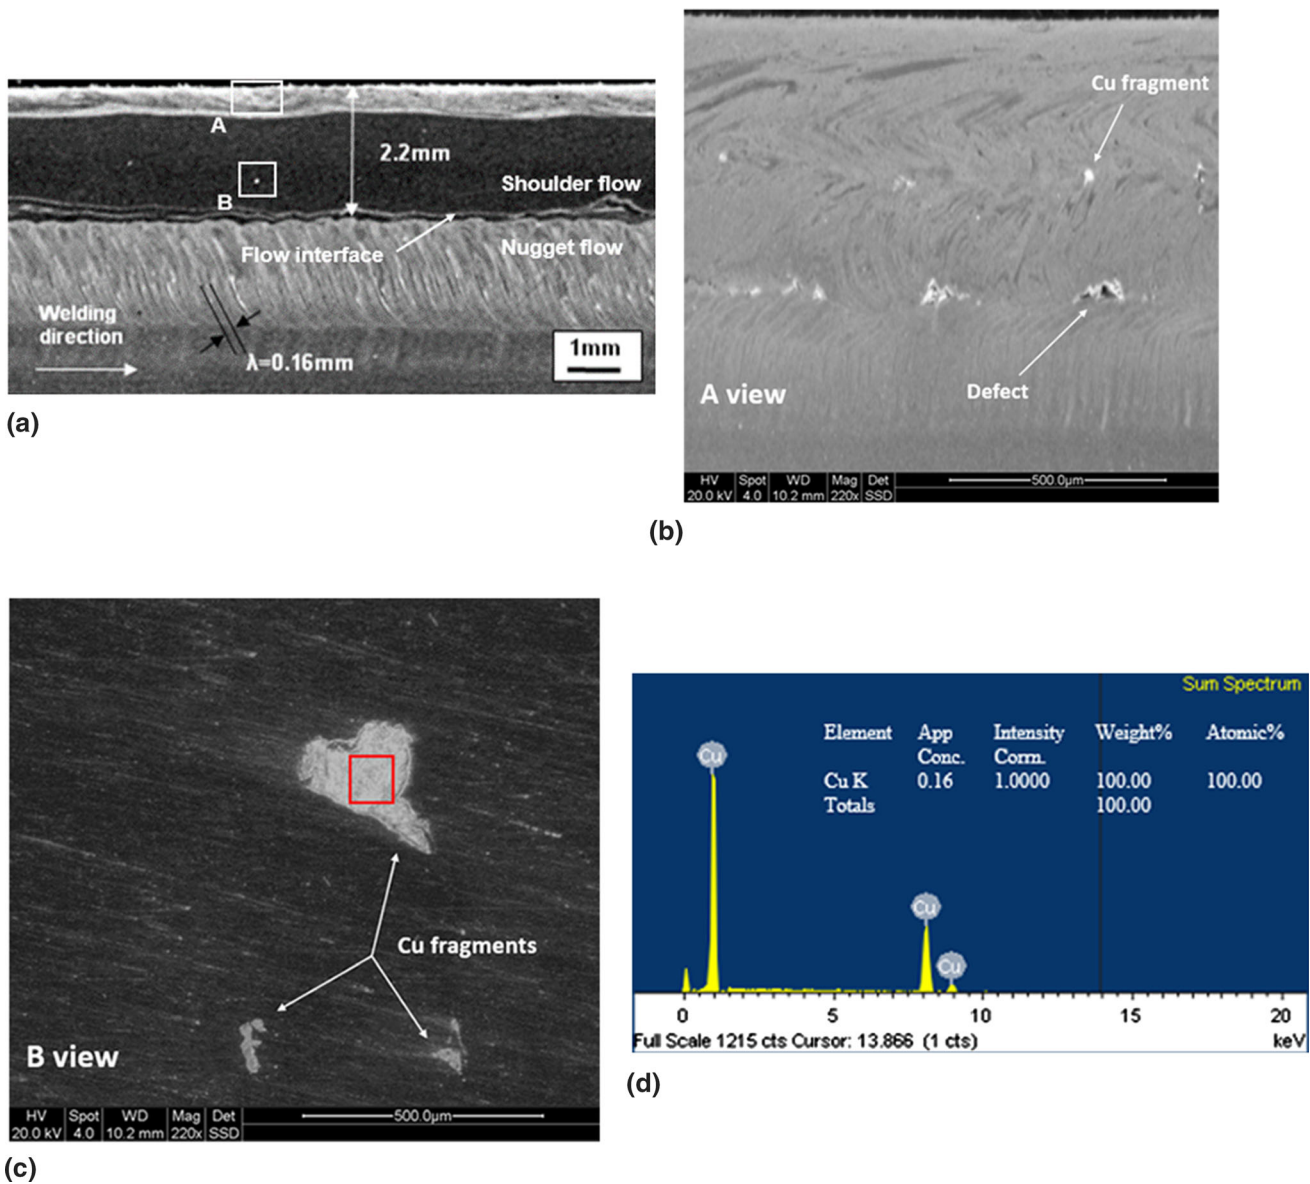 A
2.2mm
Shoulder flow
B
Flow interface
Nugget flow
Welding
direction
λ=0.16mm
1mm
(a)
Cu fragment
Defect
A view
HV Spot WD Mag Det
20.0 kV 4.0 10.2 mm 220x SSD
500.0µm
(b)
Cu fragments
B view
HV Spot WD Mag Det
20.0 kV 4.0 10.2 mm 220x SSD
500.0µm
(c)
Sum Spectrum
Element App Intensity Weight% Atomic%
Conc. Corrn.
Cu K 0.16 1.0000 100.00 100.00
Totals 100.00
Cu
Cu
Cu
0 5 10 15 20
Full Scale 1215 cts Cursor: 13.866 (1 cts) keV
(d)